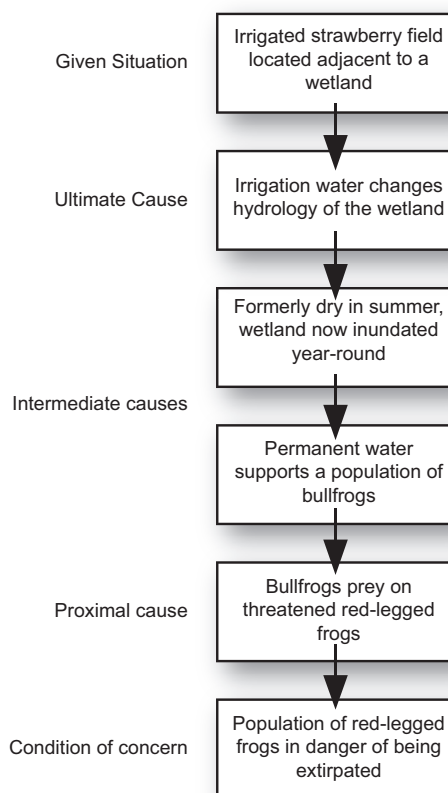 Given Situation
Irrigated strawberry field
located adjacent to a
wetland
Ultimate Cause
Irrigation water changes
hydrology of the wetland
Formerly dry in summer,
wetland now inundated
year-round
Intermediate causes
Permanent water
supports a population of
bullfrogs
Proximal cause
Bullfrogs prey on
threatened red-legged
frogs
Condition of concern
Population of red-legged
frogs in danger of being
extirpated